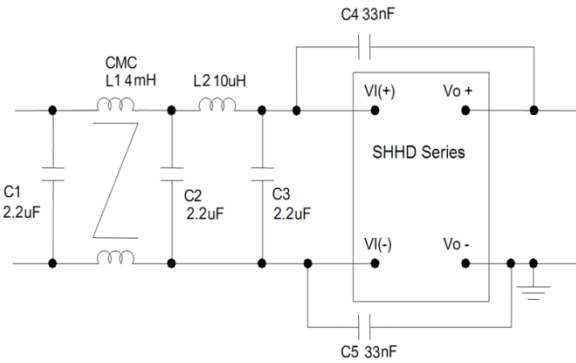 C4 33nF
CMC
L1 4mH
L2 10uH
VI(+)
Vo +
SHHD Series
C1
2.2uF
C2
2.2uF
C3
2.2uF
VI(-)
Vo -
C5 33nF